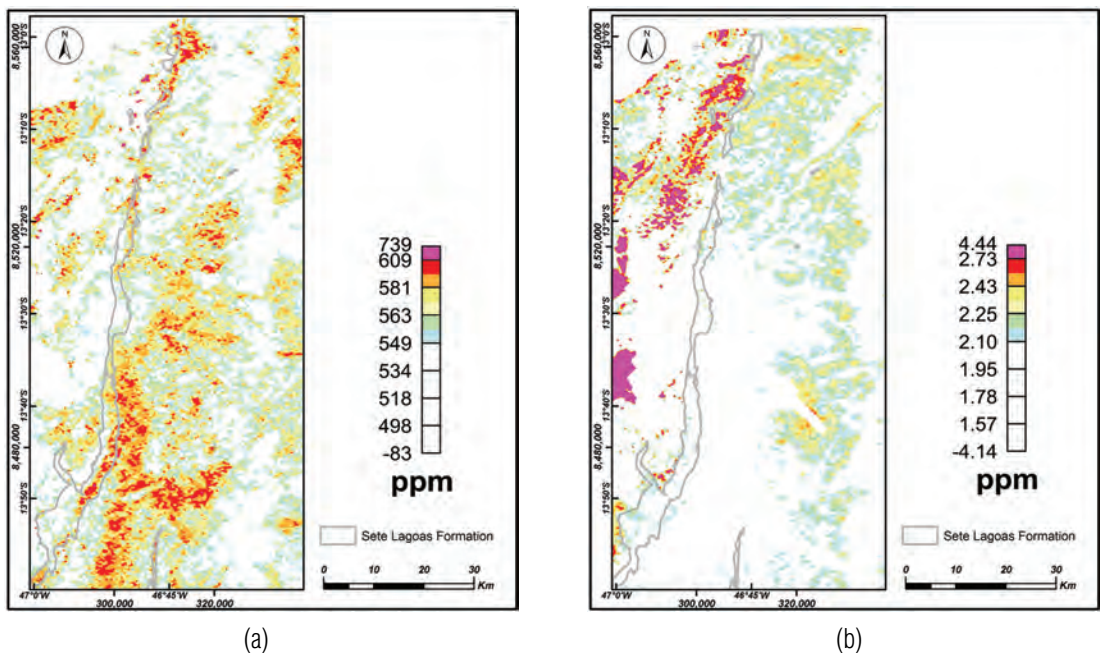 N
8,560,000
13°0'S
13°10'S
13°20'S
8,520,000
13°30'S
13°40'S
8,480,000
13°50'S
47°0'W
300,000
46°45'W
320,000
739
609
581
563
549
534
518
498
-83
ppm
Sete Lagoas Formation
0 10 20 30
Km
(a)
N
8,560,000
13°0'S
13°10'S
13°20'S
8,520,000
13°30'S
13°40'S
8,480,000
13°50'S
47°0'W
300,000
46°45'W
320,000
4.44
2.73
2.43
2.25
2.10
1.95
1.78
1.57
-4.14
ppm
Sete Lagoas Formation
0 10 20 30
Km
(b)